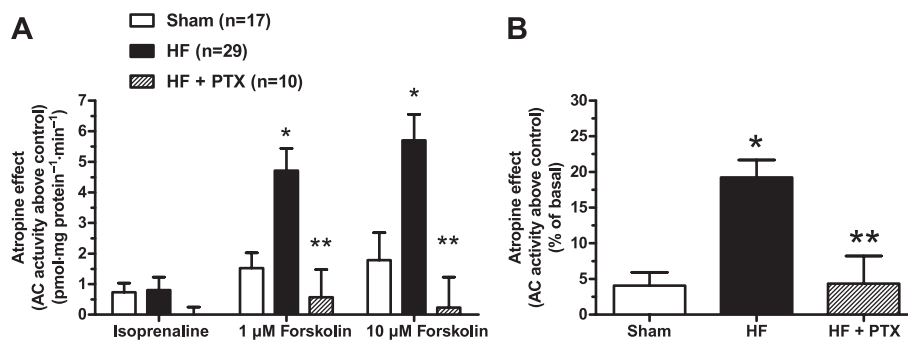 A
Sham (n=17)
HF (n=29)
HF + PTX (n=10)
Atropine effect
(AC actuvity above control)
(pmol·mg protein⁻¹·min⁻¹)
7
6
5
4
3
2
1
0
*
**
*
**
Isoprenaline
1 µM Forskolin
10 µM Forskolin
B
Atropine effect
(AC activity above control)
(% of basal)
30
25
20
15
10
5
0
*
**
Sham
HF
HF + PTX